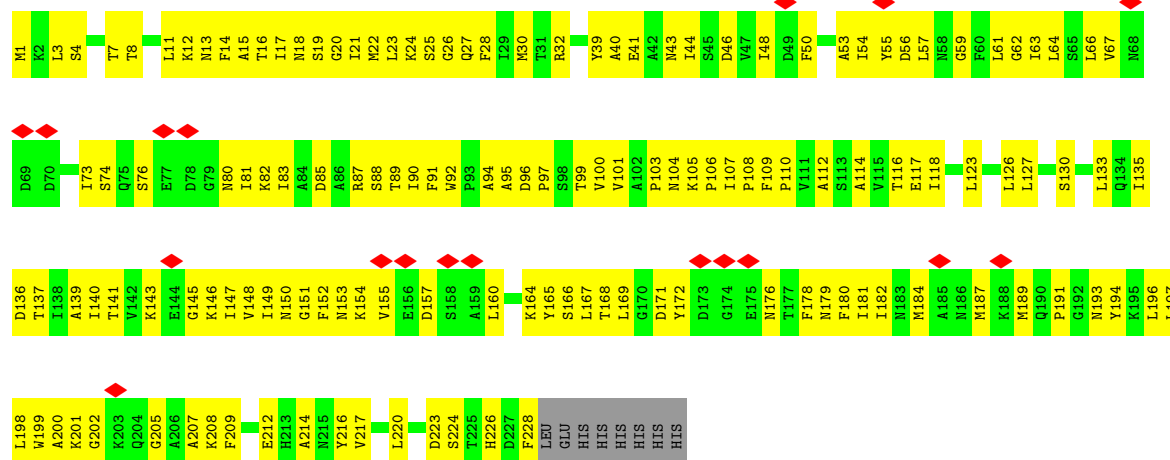 M1 K2 L3 S4 T7 T8 L11 K12 N13 F14 A15 T16 I17 N18 S19 G20 I21 M22 L23 K24 S25 G26 Q27 F28 I29 M30 T31 R32 Y39 A40 E41 A42 N43 I44 S45 D46 V47 I48 D49 F50 A53 I54 Y55 D56 L57 N58 G59 F60 L61 G62 I63 L64 S65 L66 V67 N68
D69 D70 I73 S74 Q75 S76 E77 D78 G79 N80 I81 K82 I83 A84 D85 A86 R87 S88 T89 I90 F91 W92 P93 A94 A95 D96 P97 S98 T99 V100 V101 A102 P103 N104 K105 P106 I107 P108 F109 P110 V111 A112 S113 A114 V115 T116 E117 I118 L123 L126 L127 S130 L133 Q134 I135
D136 T137 I138 A139 I140 T141 V142 K143 E144 G145 K146 I147 V148 I149 N150 G151 F152 N153 K154 V155 E156 D157 S158 A159 L160 K164 Y165 S166 L167 T168 L169 G170 D171 Y172 D173 G174 E175 N176 T177 F178 N179 F180 I181 I182 N183 M184 A185 N186 M187 K188 M189 Q190 P191 G192 N193 Y194 K195 L196 L197
L198 W199 A200 K201 G202 K203 Q204 G205 A206 A207 K208 F209 E212 H213 A214 N215 Y216 V217 L220 D223 S224 T225 H226 D227 F228 LEU GLU HIS HIS HIS HIS HIS HIS